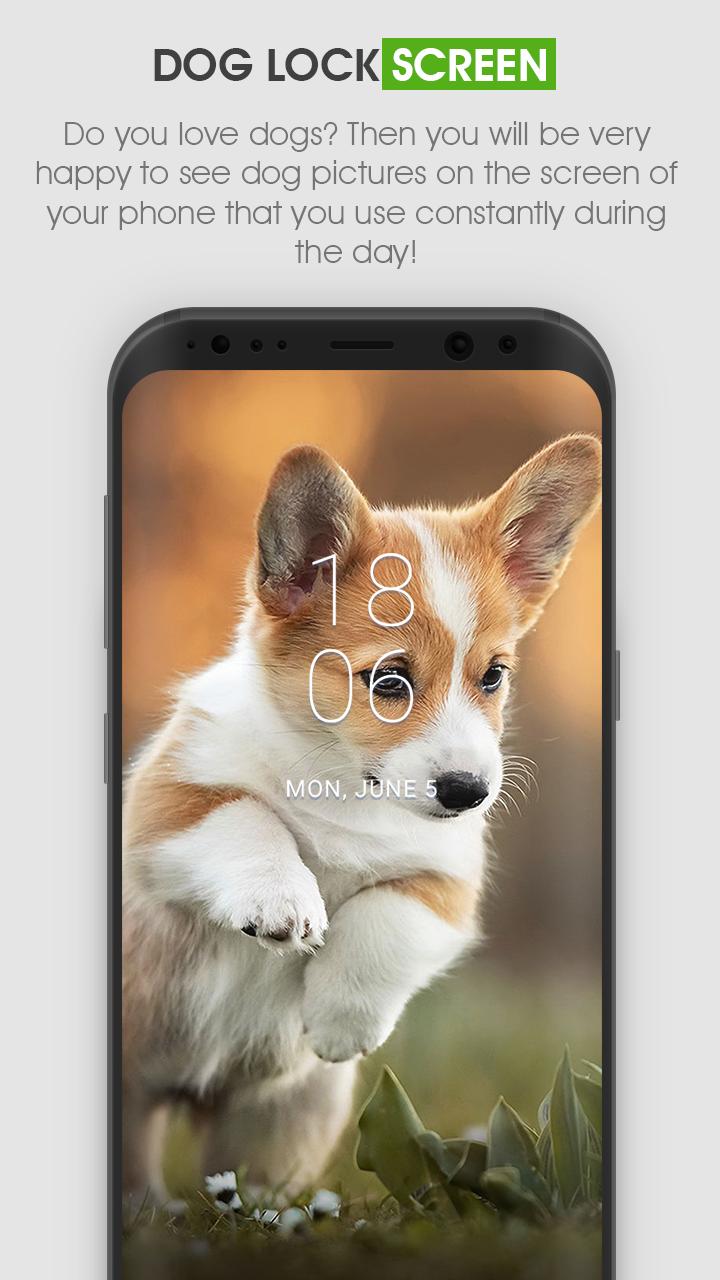 DOG LOCK SCREEN
Do you love dogs? Then you will be very
happy to see dog pictures on the screen of
your phone that you use constantly during
the day!
18
06
MON, JUNE 5